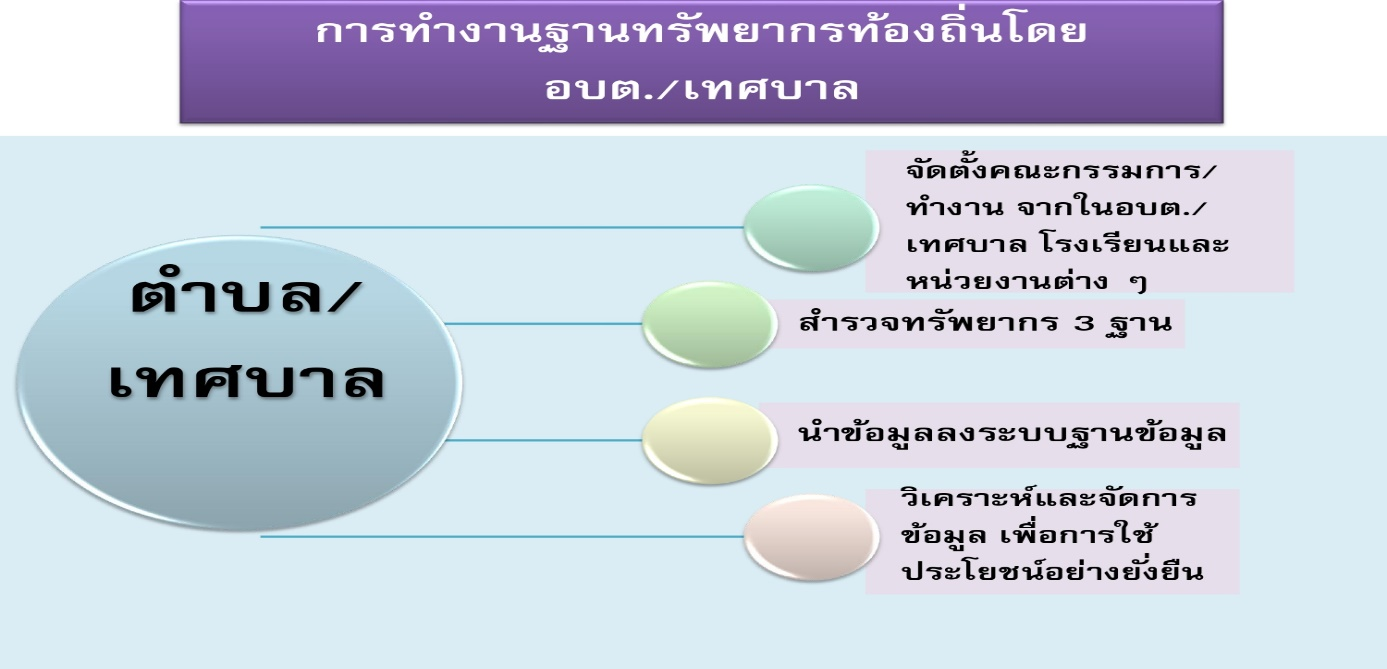 การทำงานฐานทรัพยากรท้องถิ่นโดย
อบต./เทศบาล
ตำบล/
เทศบาล
จัดตั้งคณะกรรมการ/
ทำงาน จากในอบต./
เทศบาล โรงเรียนและ
หน่วยงานต่าง ๆ
สำรวจทรัพยากร 3 ฐาน
นำข้อมูลลงระบบฐานข้อมูล
วิเคราะห์และจัดการ
ข้อมูล เพื่อการใช้
ประโยชน์อย่างยั่งยืน